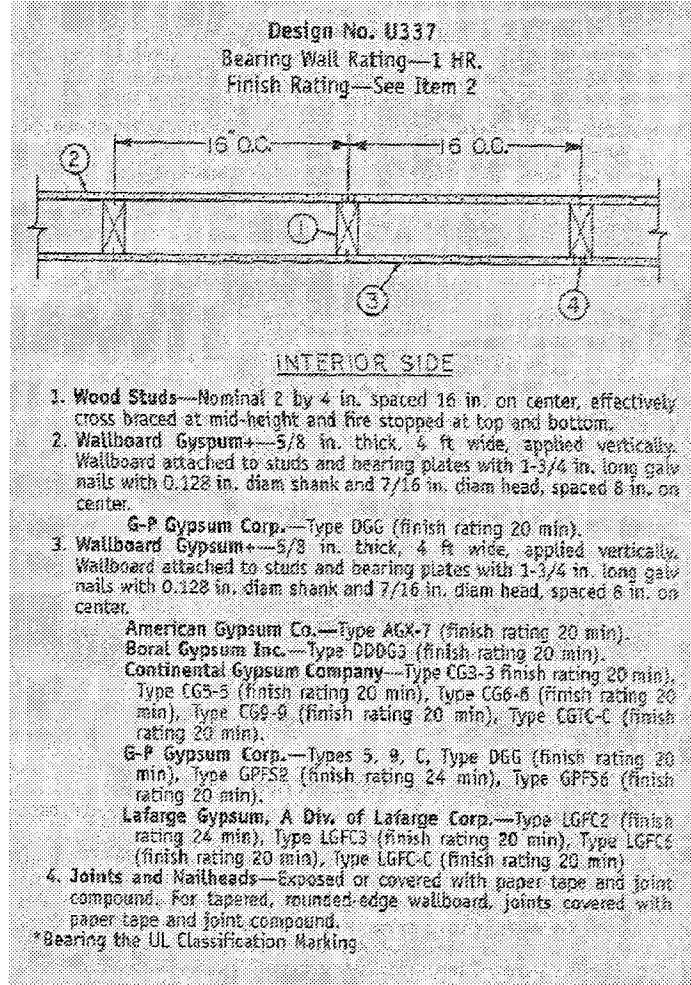 Design No. U337
Bearing Wall Rating—1 HR.
Finish Rating—See Item 2
16" O.C. 16 O.C.
2
1
3
4
INTERIOR SIDE
1. Wood Studs—Nominal 2 by 4 in. spaced 16 in. on center, effectively
cross braced at mid-height and fire stopped at top and bottom.
2. Wallboard Gyspum+—5/8 in. thick, 4 ft wide, applied vertically.
Wallboard attached to studs and bearing plates with 1-3/4 in. long galv
nails with 0.128 in. diam shank and 7/16 in. diam head, spaced 8 in. on
center.
G-P Gypsum Corp.—Type DGG (finish rating 20 min).
3. Wallboard Gypsum+—5/8 in. thick, 4 ft wide, applied vertically.
Wallboard attached to studs and bearing plates with 1-3/4 in. long galv
nails with 0.128 in. diam shank and 7/16 in. diam head, spaced 8 in. on
center.
American Gypsum Co.—Type AGX-7 (finish rating 20 min).
Boral Gypsum Inc.—Type DDDG3 (finish rating 20 min).
Continental Gypsum Company—Type CG3-3 finish rating 20 min),
Type CG5-5 (finish rating 20 min), Type CG6-6 (finish rating 20
min), Type CG9-9 (finish rating 20 min), Type CGTC-C (finish
rating 20 min).
G-P Gypsum Corp.—Types 5, 9, C, Type DGG (finish rating 20
min), Type GPFS2 (finish rating 24 min), Type GPFS6 (finish
rating 20 min).
Lafarge Gypsum, A Div. of Lafarge Corp.—Type LGFC2 (finish
rating 24 min), Type LGFC3 (finish rating 20 min), Type LGFC6
(finish rating 20 min), Type LGFC-C (finish rating 20 min)
4. Joints and Nailheads—Exposed or covered with paper tape and joint
compound. For tapered, rounded-edge wallboard, joints covered with
paper tape and joint compound.
*Bearing the UL Classification Marking